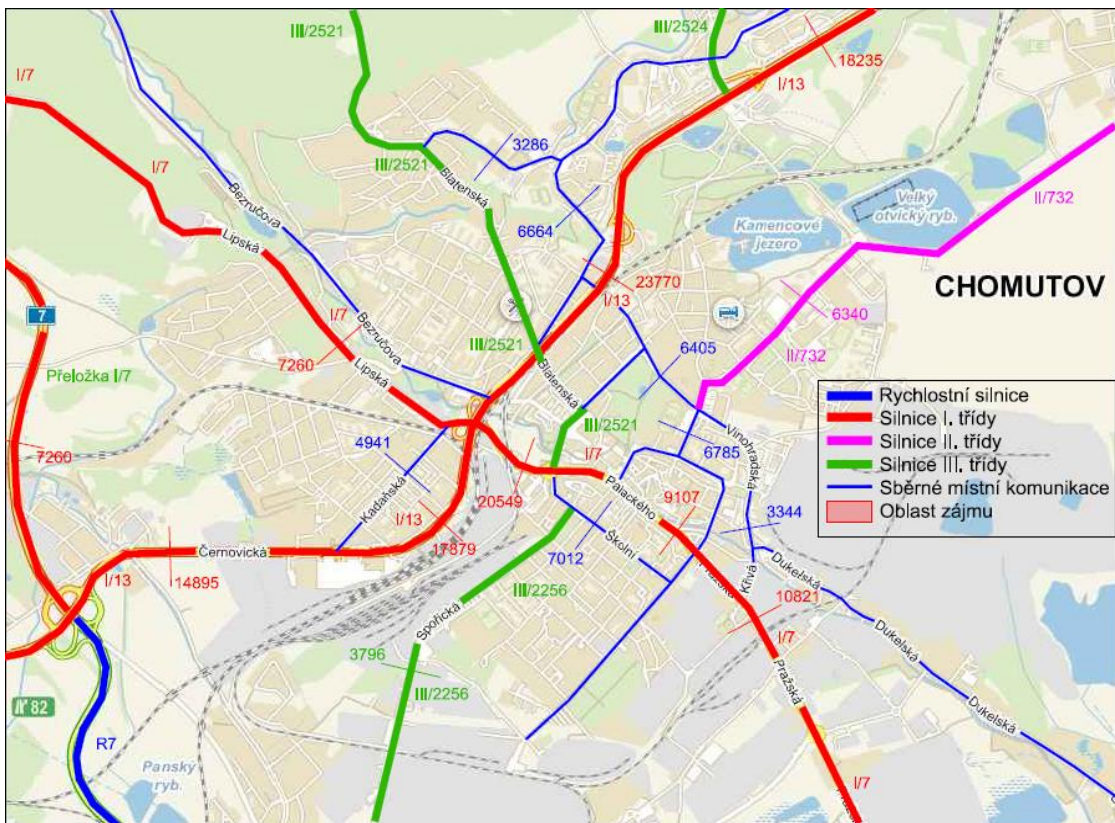 III/2521
III/2524
18235
I/7
I/13
3286
III/2521
I/7
Blatenská
II/732
Bezručova
Velký
otvický ryb.
6664
Kamencové
jezero
Lipská
23770
CHOMUTOV
I/13
6340
7
I/7
Bezručova
III/2521
6405
II/732
7260
Přeložka I/7
Lipská
Blatenská
Rychlostní silnice
Silnice I. třídy
Silnice II. třídy
Silnice III. třídy
Sběrné místní komunikace
Oblast zájmu
III/2521
Vinohradská
4941
6785
7260
I/7
Palackého
9107
20549
Kadaňská
I/13
3344
17879
7012
Školní
Černovická
14895
I/13
Pražská
Křivá
Dukelská
III/2256
10821
Spořická
I/7
Dukelská
3796
Pražská
III/2256
82
Dukelská
R7
Panský
ryb.
I/7